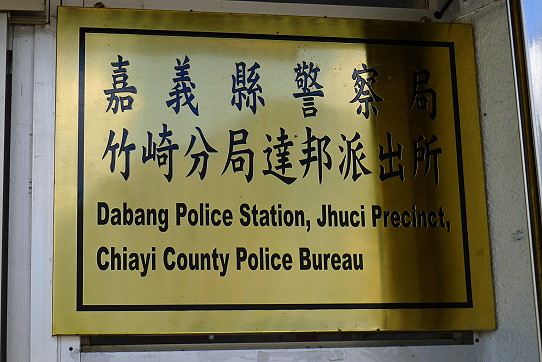 嘉義縣警察局
竹崎分局達邦派出所
Dabang Police Station, Jhuci Precinct,
Chiayi County Police Bureau